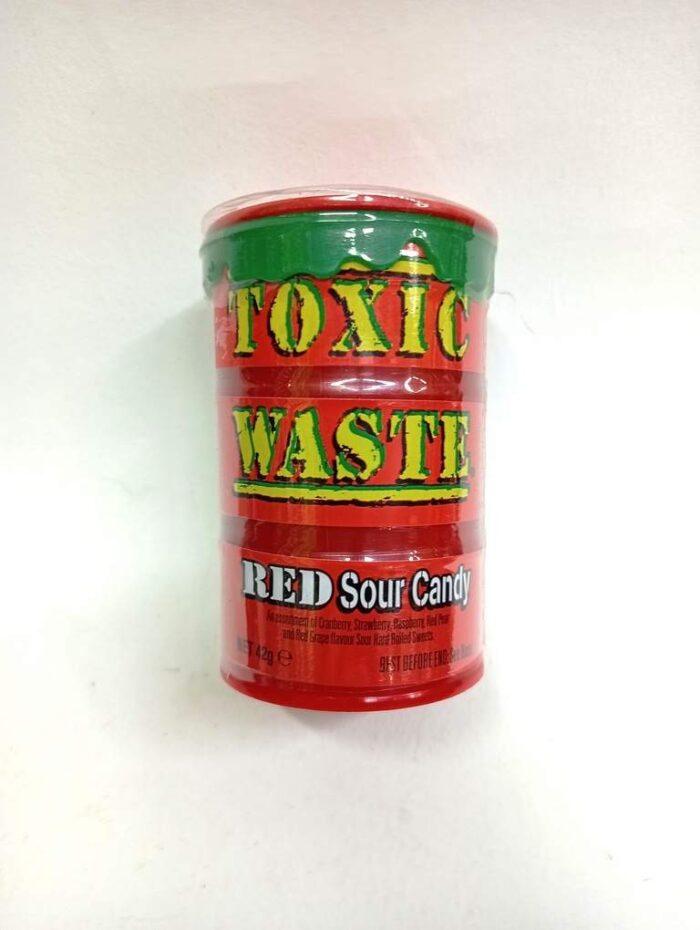 TOXIC
WASTE
RED Sour Candy
An assortment of Cranberry, Strawberry, Raspberry, Red Pear
and Red Grape flavour Sour Hard Boiled Sweets.
NET 42g ℮
BEST BEFORE END: See